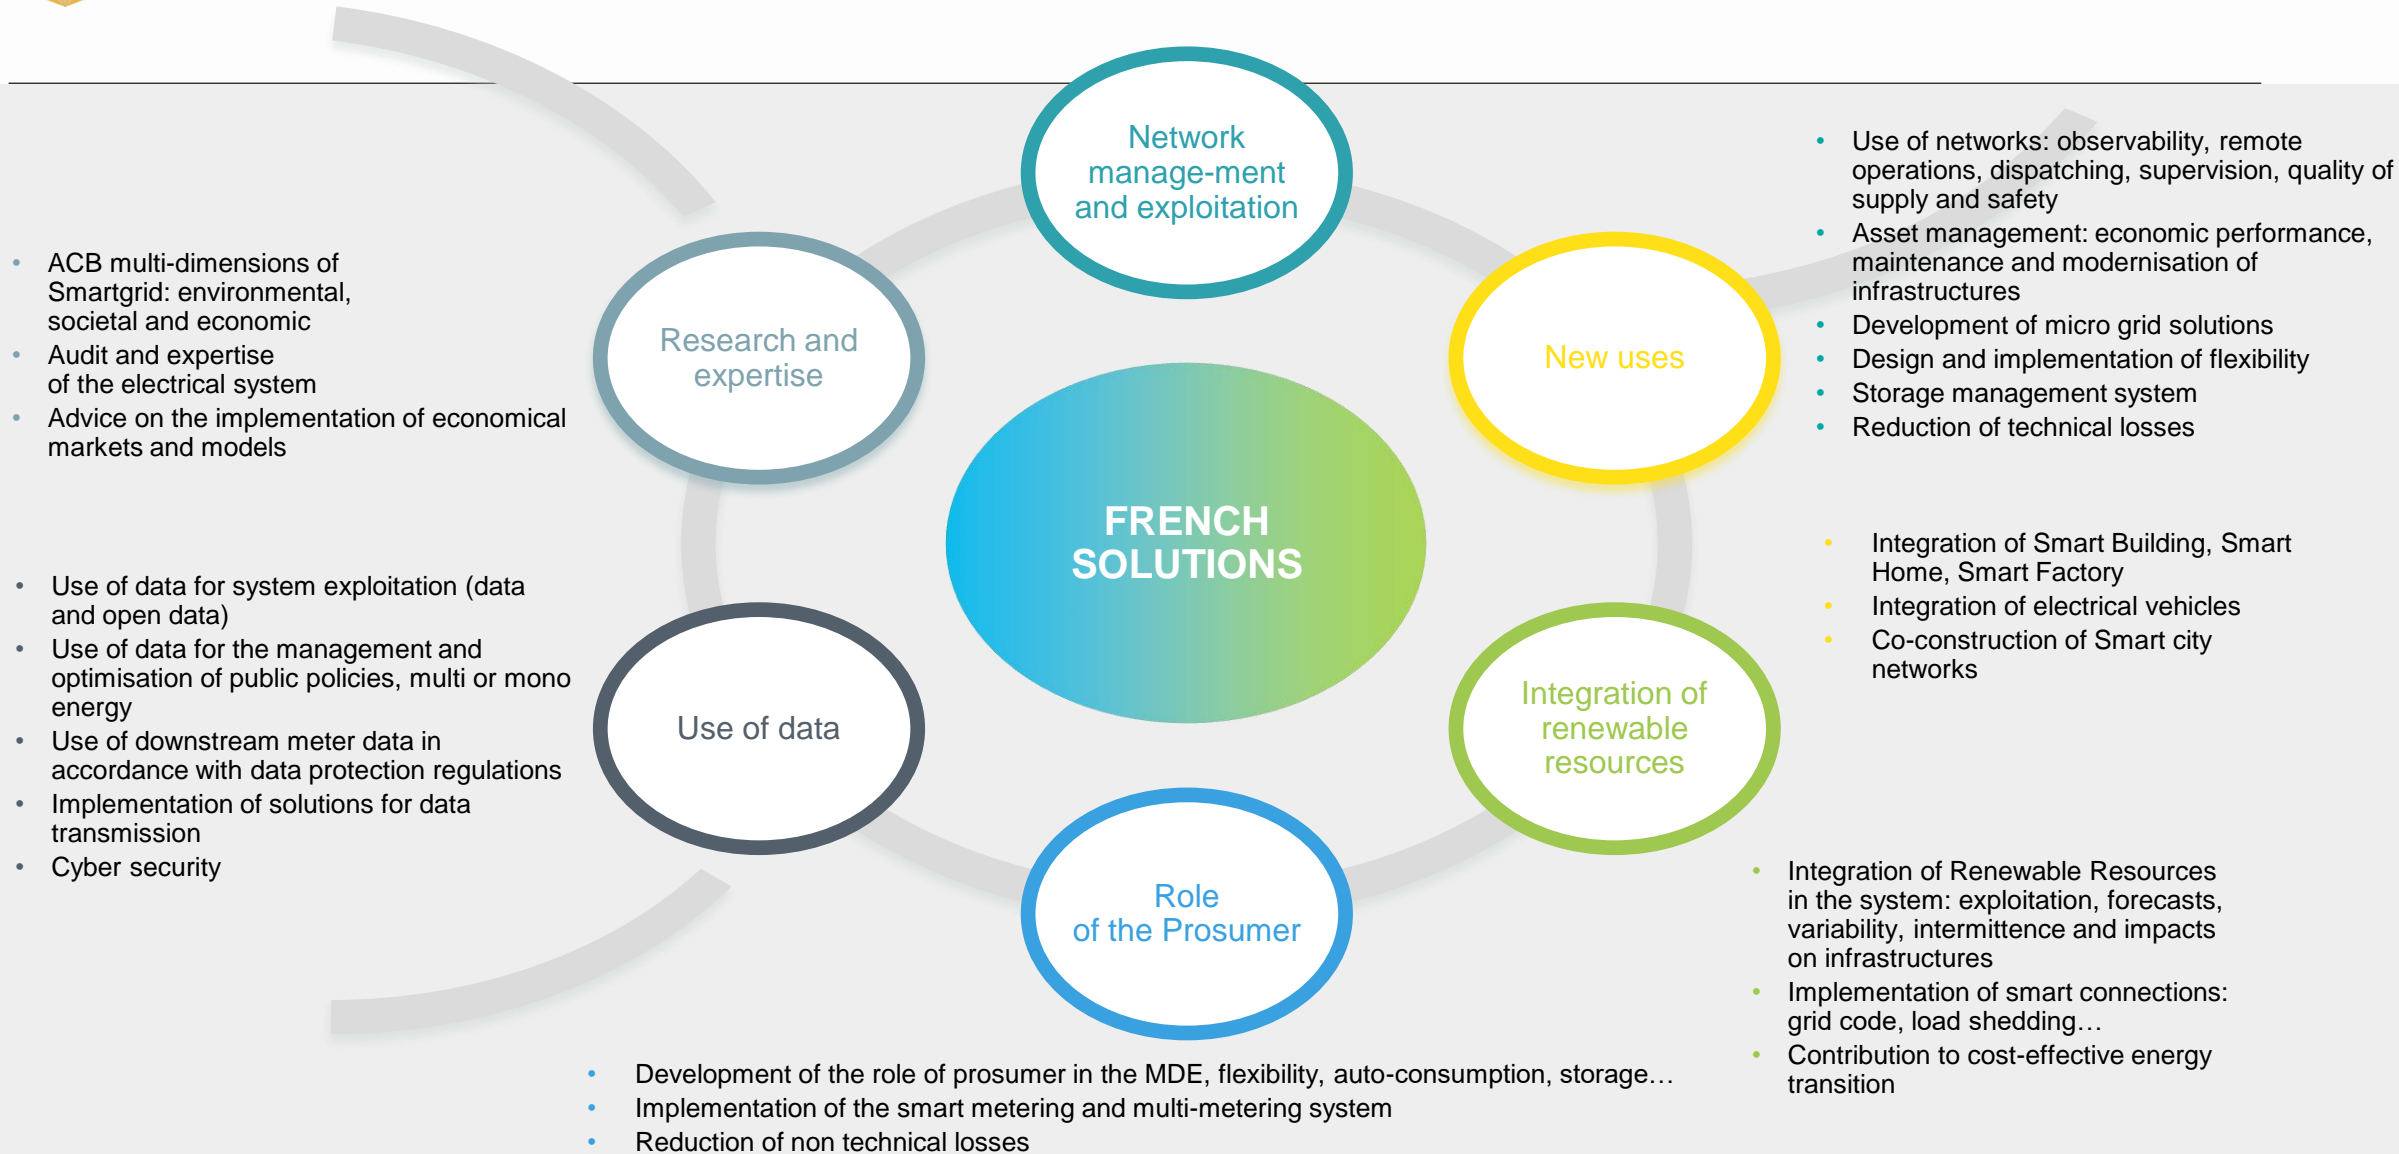 Network
manage-ment
and exploitation
• Use of networks: observability, remote
operations, dispatching, supervision, quality of
supply and safety
• Asset management: economic performance,
maintenance and modernisation of
infrastructures
• Development of micro grid solutions
• Design and implementation of flexibility
• Storage management system
• Reduction of technical losses
Research and
expertise
• ACB multi-dimensions of
Smartgrid: environmental,
societal and economic
• Audit and expertise
of the electrical system
• Advice on the implementation of economical
markets and models
New uses
• Integration of Smart Building, Smart
Home, Smart Factory
• Integration of electrical vehicles
• Co-construction of Smart city
networks
FRENCH
SOLUTIONS
Use of data
• Use of data for system exploitation (data
and open data)
• Use of data for the management and
optimisation of public policies, multi or mono
energy
• Use of downstream meter data in
accordance with data protection regulations
• Implementation of solutions for data
transmission
• Cyber security
Integration of
renewable
resources
• Integration of Renewable Resources
in the system: exploitation, forecasts,
variability, intermittence and impacts
on infrastructures
• Implementation of smart connections:
grid code, load shedding…
• Contribution to cost-effective energy
transition
Role
of the Prosumer
• Development of the role of prosumer in the MDE, flexibility, auto-consumption, storage…
• Implementation of the smart metering and multi-metering system
• Reduction of non technical losses